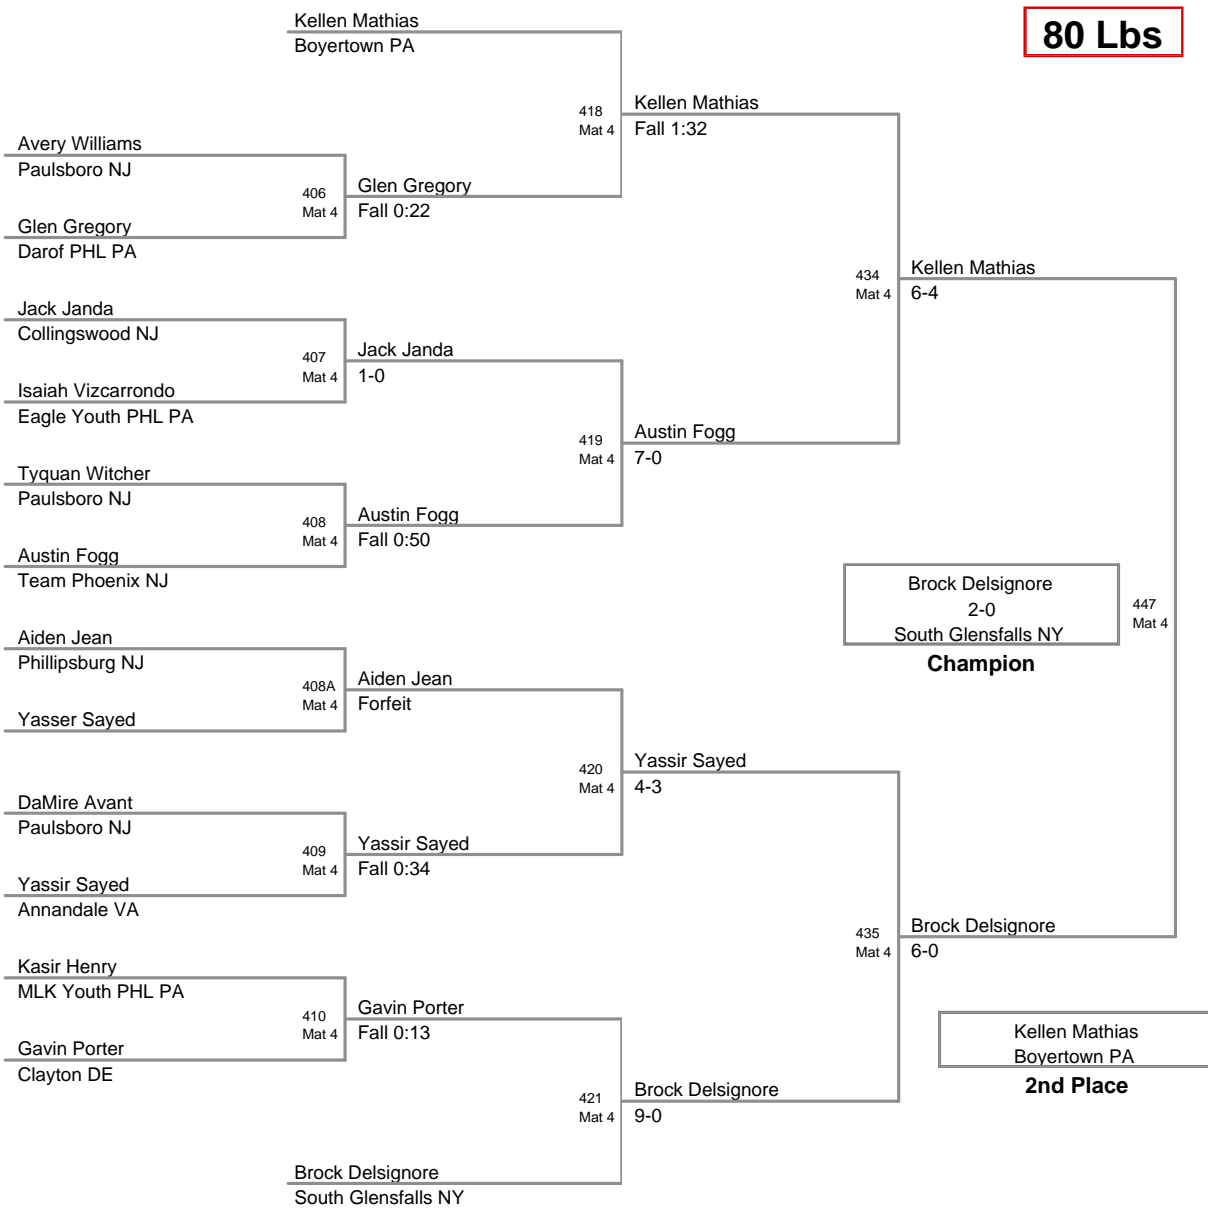 Kellen Mathias
Boyertown PA
80 Lbs
418
Mat 4
Kellen Mathias
Fall 1:32
Avery Williams
Paulsboro NJ
406
Mat 4
Glen Gregory
Fall 0:22
Glen Gregory
Darof PHL PA
434
Mat 4
Kellen Mathias
6-4
Jack Janda
Collingswood NJ
407
Mat 4
Jack Janda
1-0
Isaiah Vizcarrondo
Eagle Youth PHL PA
419
Mat 4
Austin Fogg
7-0
Tyquan Witcher
Paulsboro NJ
408
Mat 4
Austin Fogg
Fall 0:50
Austin Fogg
Team Phoenix NJ
Brock Delsignore
2-0
South Glensfalls NY
Champion
447
Mat 4
Aiden Jean
Phillipsburg NJ
408A
Mat 4
Aiden Jean
Forfeit
Yasser Sayed
420
Mat 4
Yassir Sayed
4-3
DaMire Avant
Paulsboro NJ
409
Mat 4
Yassir Sayed
Fall 0:34
Yassir Sayed
Annandale VA
435
Mat 4
Brock Delsignore
6-0
Kasir Henry
MLK Youth PHL PA
410
Mat 4
Gavin Porter
Fall 0:13
Gavin Porter
Clayton DE
Kellen Mathias
Boyertown PA
2nd Place
421
Mat 4
Brock Delsignore
9-0
Brock Delsignore
South Glensfalls NY